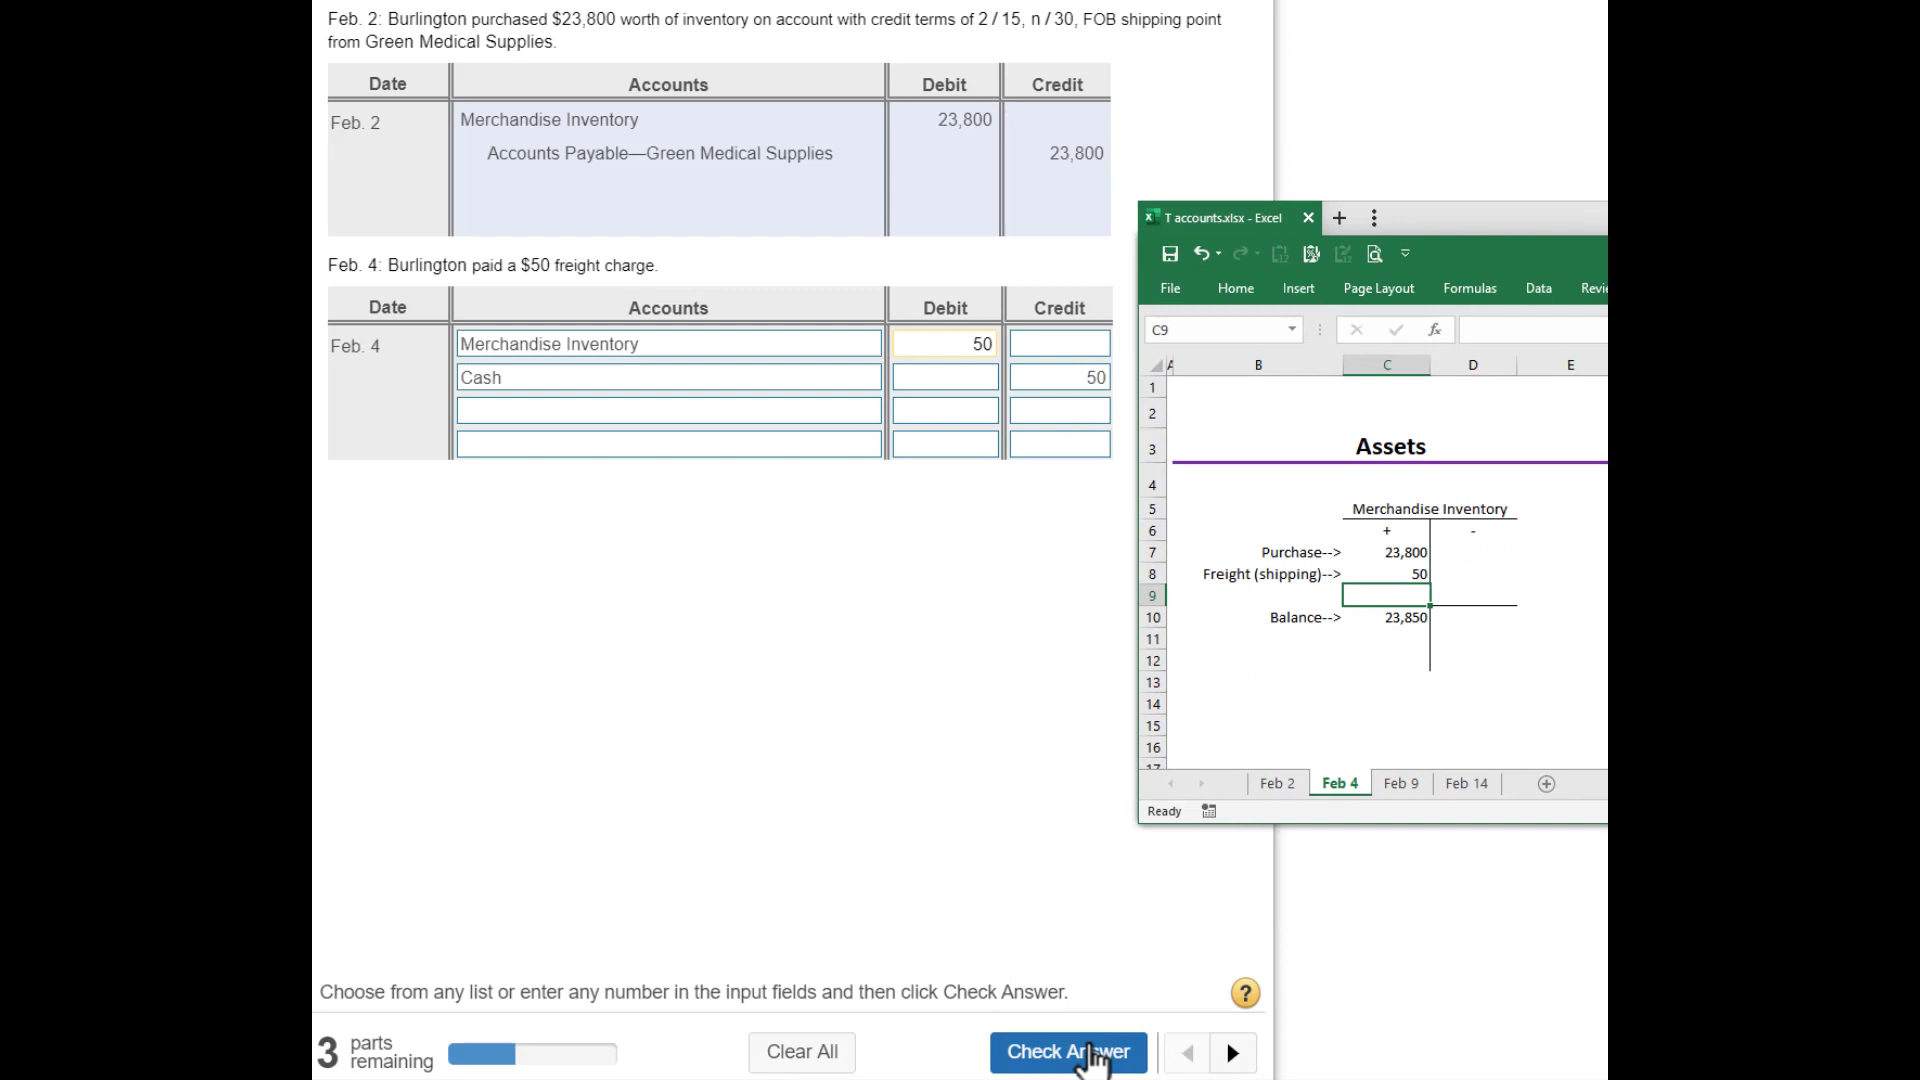 Feb. 2: Burlington purchased $23,800 worth of inventory on account with credit terms of 2 / 15, n / 30, FOB shipping point
from Green Medical Supplies.
Date Accounts Debit Credit
Feb. 2 Merchandise Inventory 23,800
Accounts Payable—Green Medical Supplies 23,800
Feb. 4: Burlington paid a $50 freight charge.
Date Accounts Debit Credit
Feb. 4 Merchandise Inventory 50
Cash 50
T accounts.xlsx - Excel
File Home Insert Page Layout Formulas Data Revie
C9 fx
A B C D E
1
2
3 Assets
4
5 Merchandise Inventory
6 + -
7 Purchase--> 23,800
8 Freight (shipping)--> 50
9
10 Balance--> 23,850
11
12
13
14
15
16
17
Feb 2 Feb 4 Feb 9 Feb 14
Ready
Choose from any list or enter any number in the input fields and then click Check Answer. ?
3 parts remaining
Clear All
Check Answer